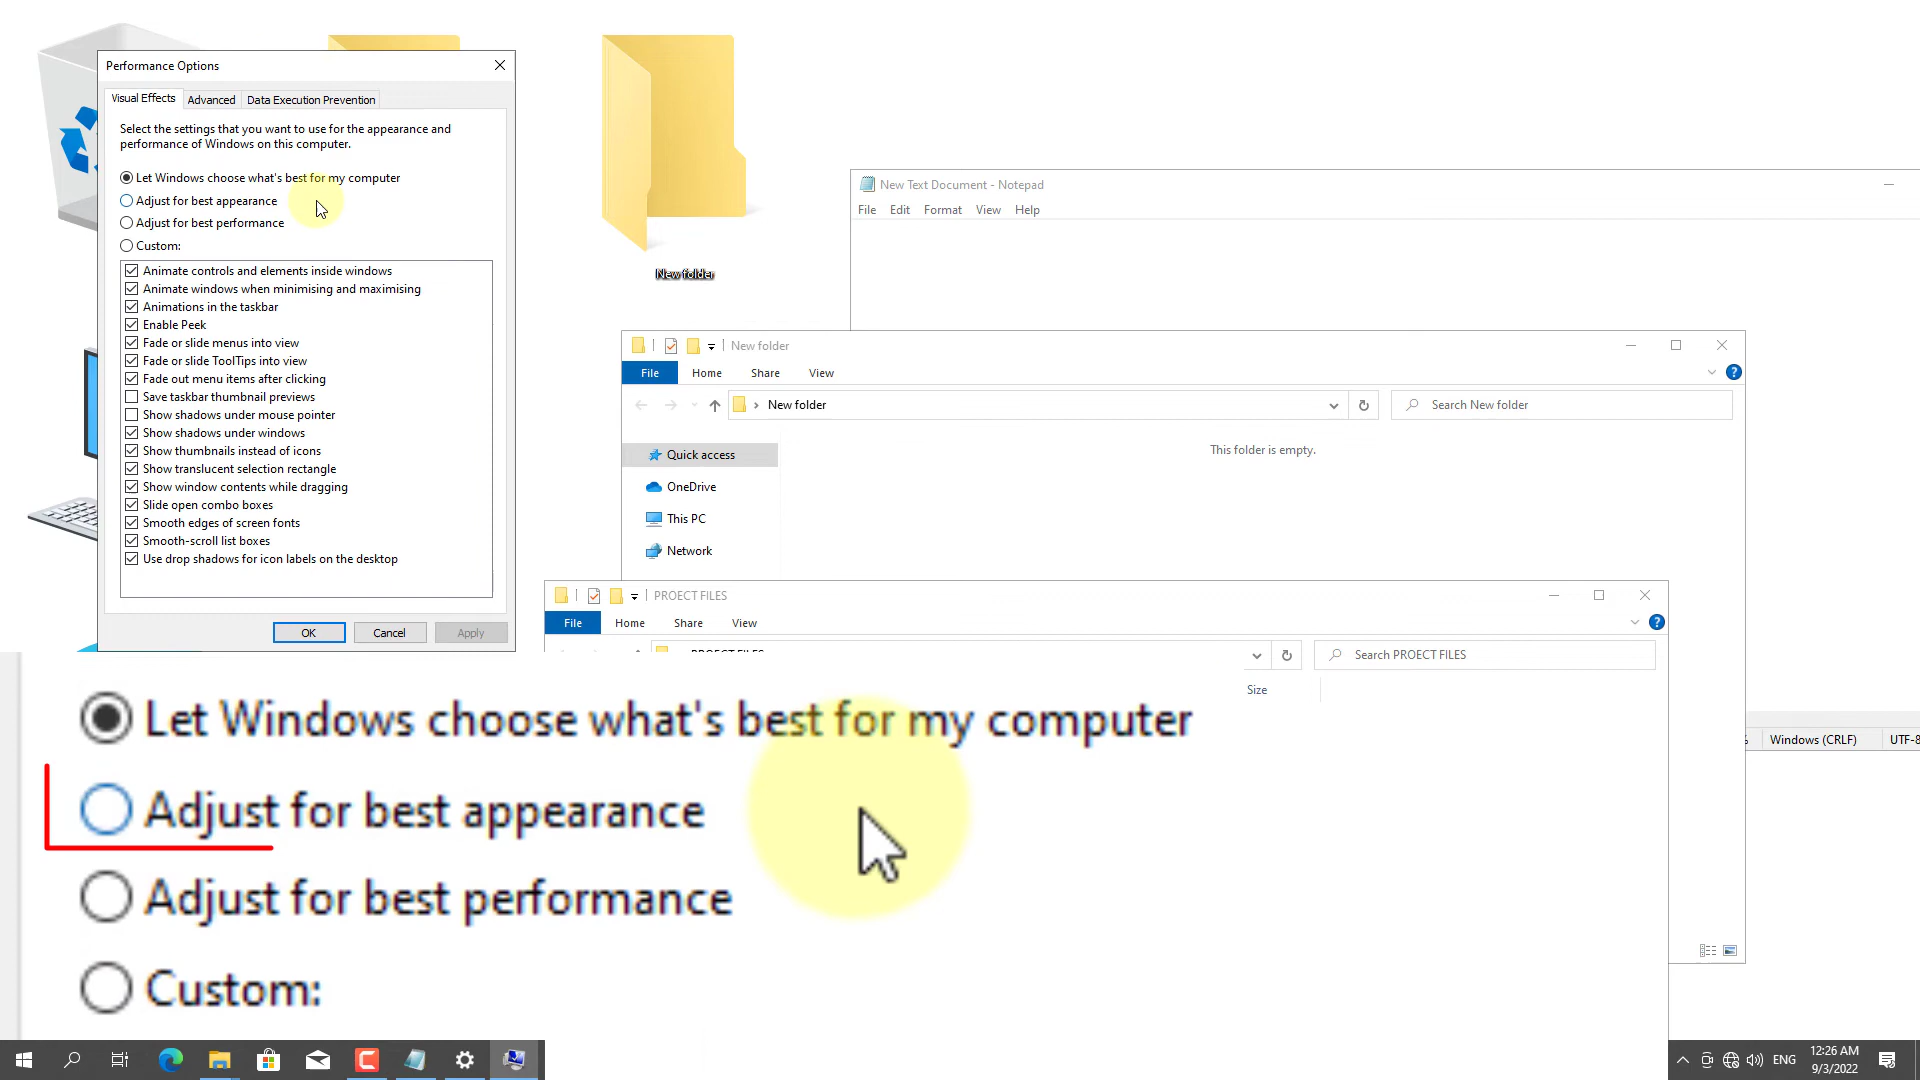 Performance Options
Visual Effects
Advanced
Data Execution Prevention
Select the settings that you want to use for the appearance and
performance of Windows on this computer.
Let Windows choose what's best for my computer
Adjust for best appearance
Adjust for best performance
Custom:
Animate controls and elements inside windows
Animate windows when minimising and maximising
Animations in the taskbar
Enable Peek
Fade or slide menus into view
Fade or slide ToolTips into view
Fade out menu items after clicking
Save taskbar thumbnail previews
Show shadows under mouse pointer
Show shadows under windows
Show thumbnails instead of icons
Show translucent selection rectangle
Show window contents while dragging
Slide open combo boxes
Smooth edges of screen fonts
Smooth-scroll list boxes
Use drop shadows for icon labels on the desktop
OK
Cancel
Apply
New folder
New Text Document - Notepad
File Edit Format View Help
New folder
File Home Share View
New folder
Search New folder
Quick access
This folder is empty.
OneDrive
This PC
Network
PROECT FILES
File Home Share View
PROECT FILES
Search PROECT FILES
Size
Windows (CRLF)
UTF-8
Let Windows choose what's best for my computer
Adjust for best appearance
Adjust for best performance
Custom:
ENG
12:26 AM
9/3/2022